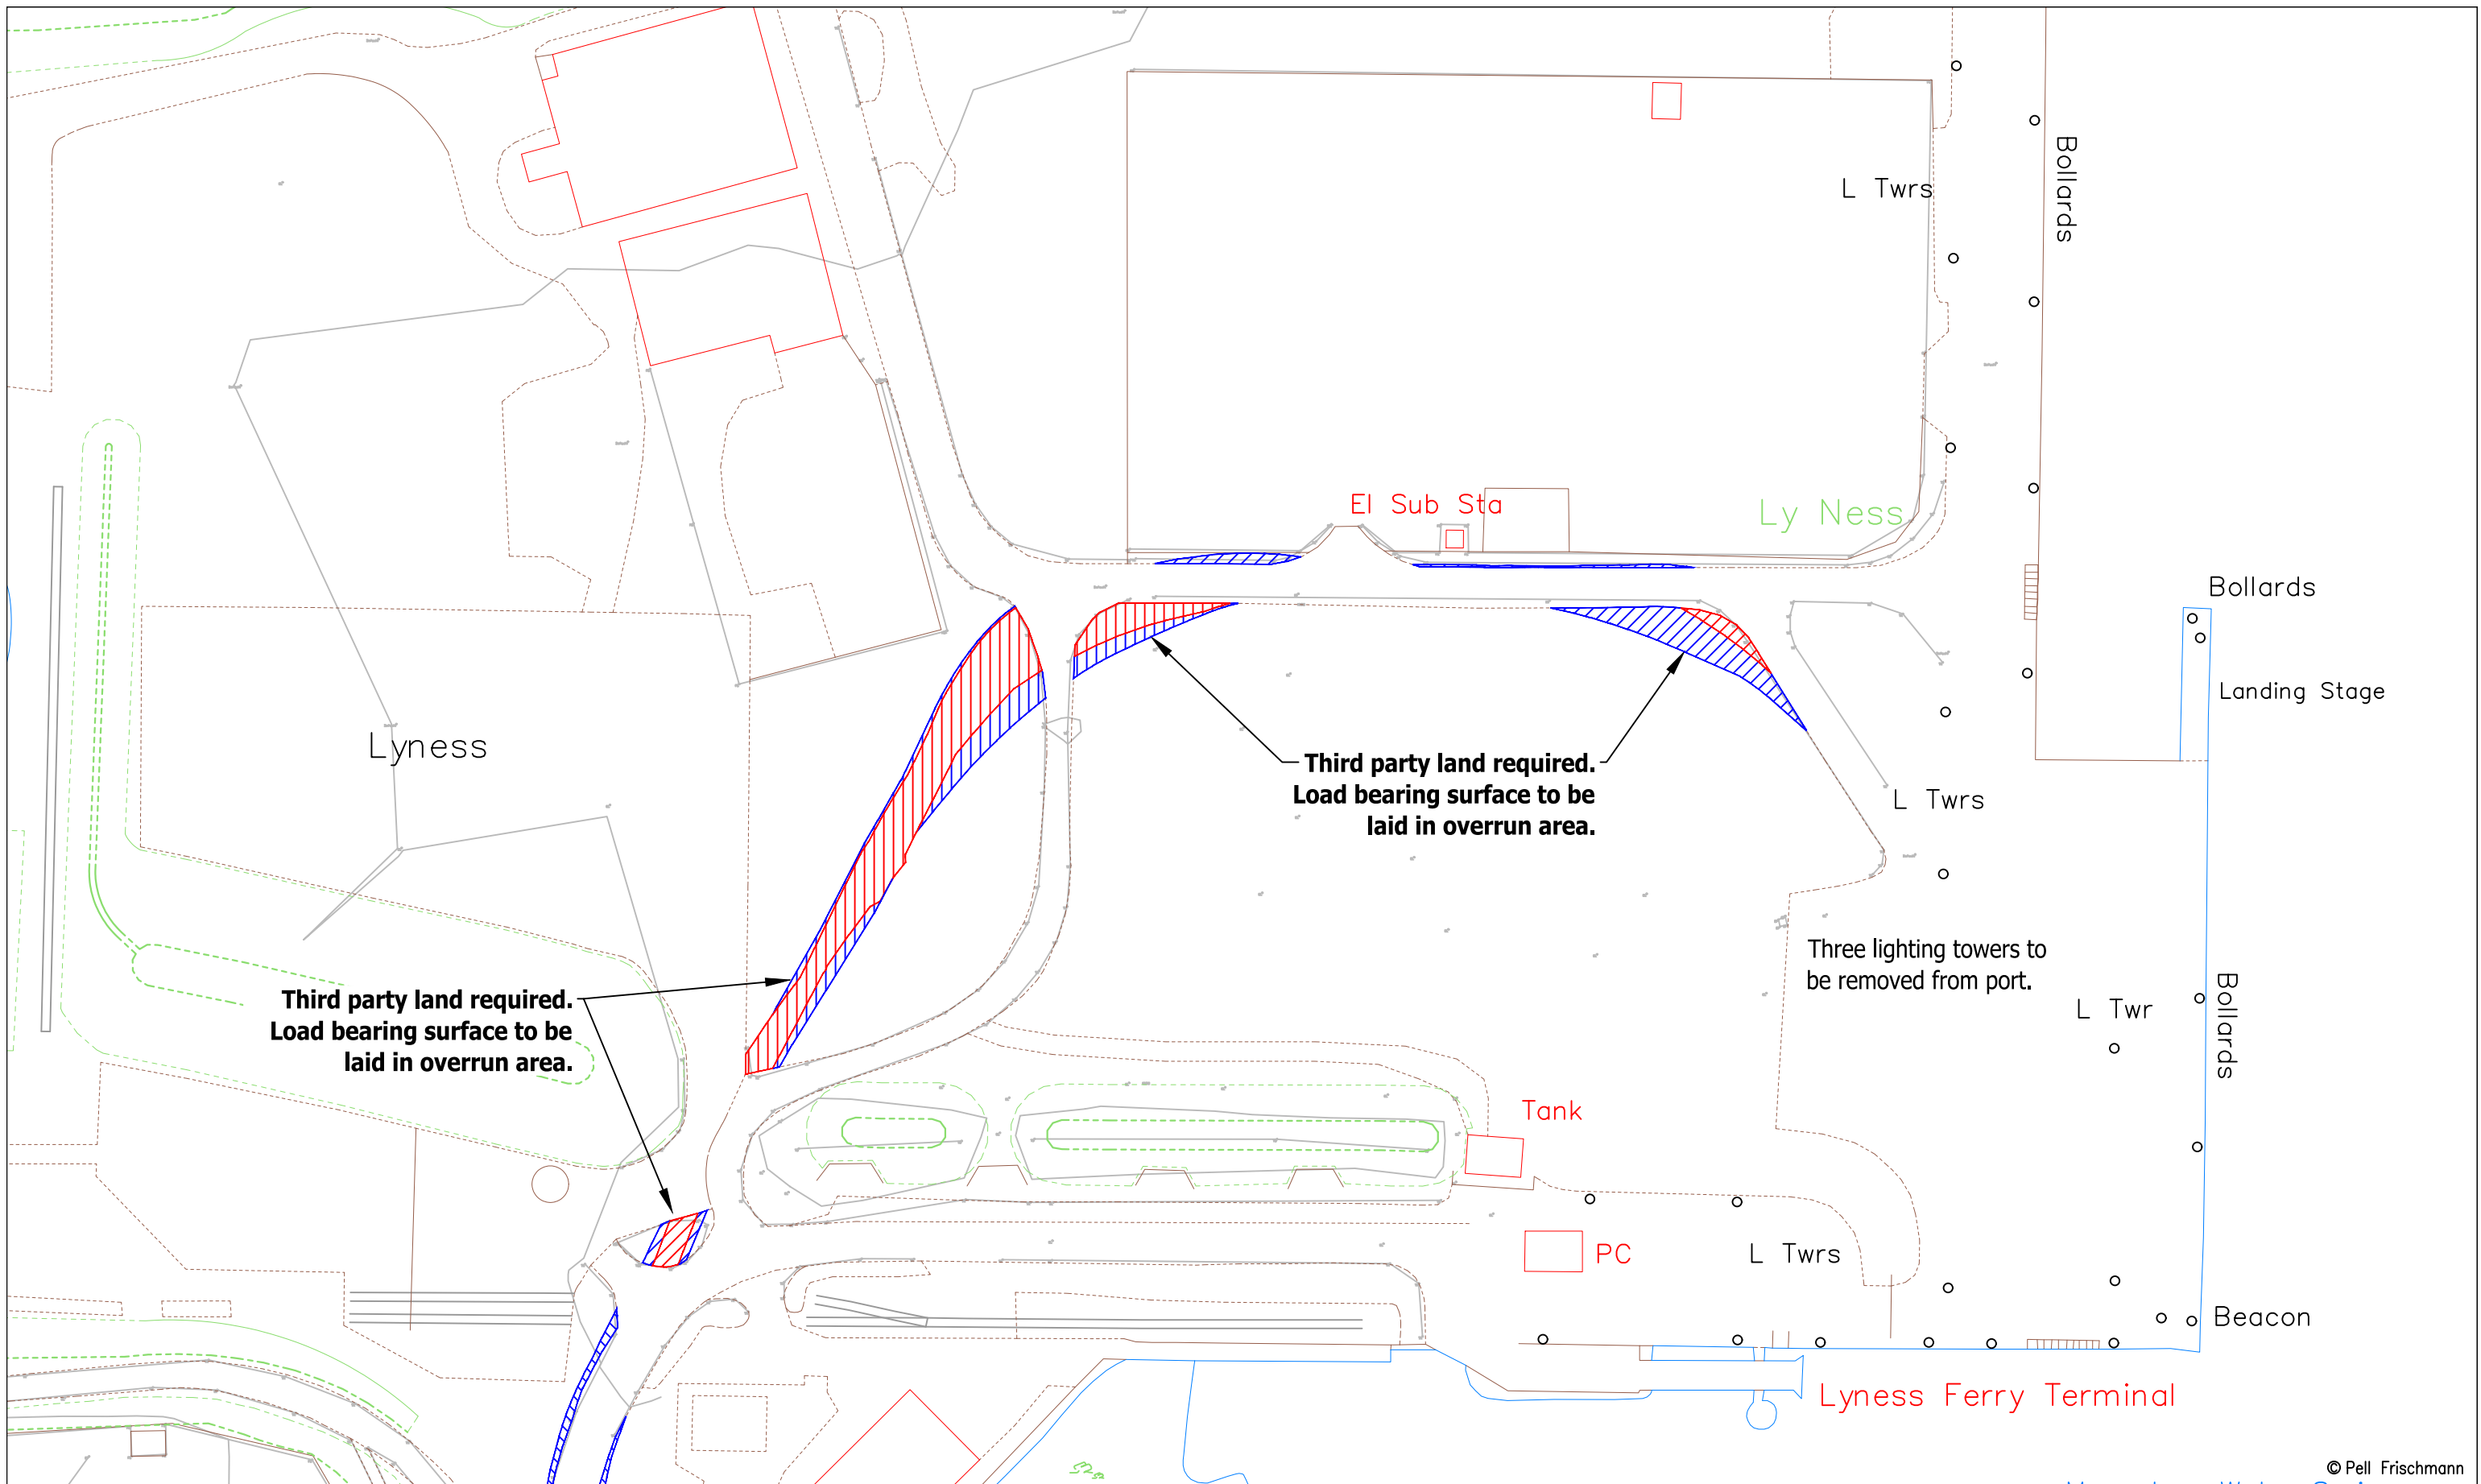 L Twrs
Bollards
El Sub Sta
Ly Ness
Bollards
Landing Stage
Lyness
Third party land required.
Load bearing surface to be
laid in overrun area.
L Twrs
Three lighting towers to
be removed from port.
Third party land required.
Load bearing surface to be
laid in overrun area.
L Twr
Bollards
Tank
PC
L Twrs
Beacon
Lyness Ferry Terminal
© Pell Frischmann